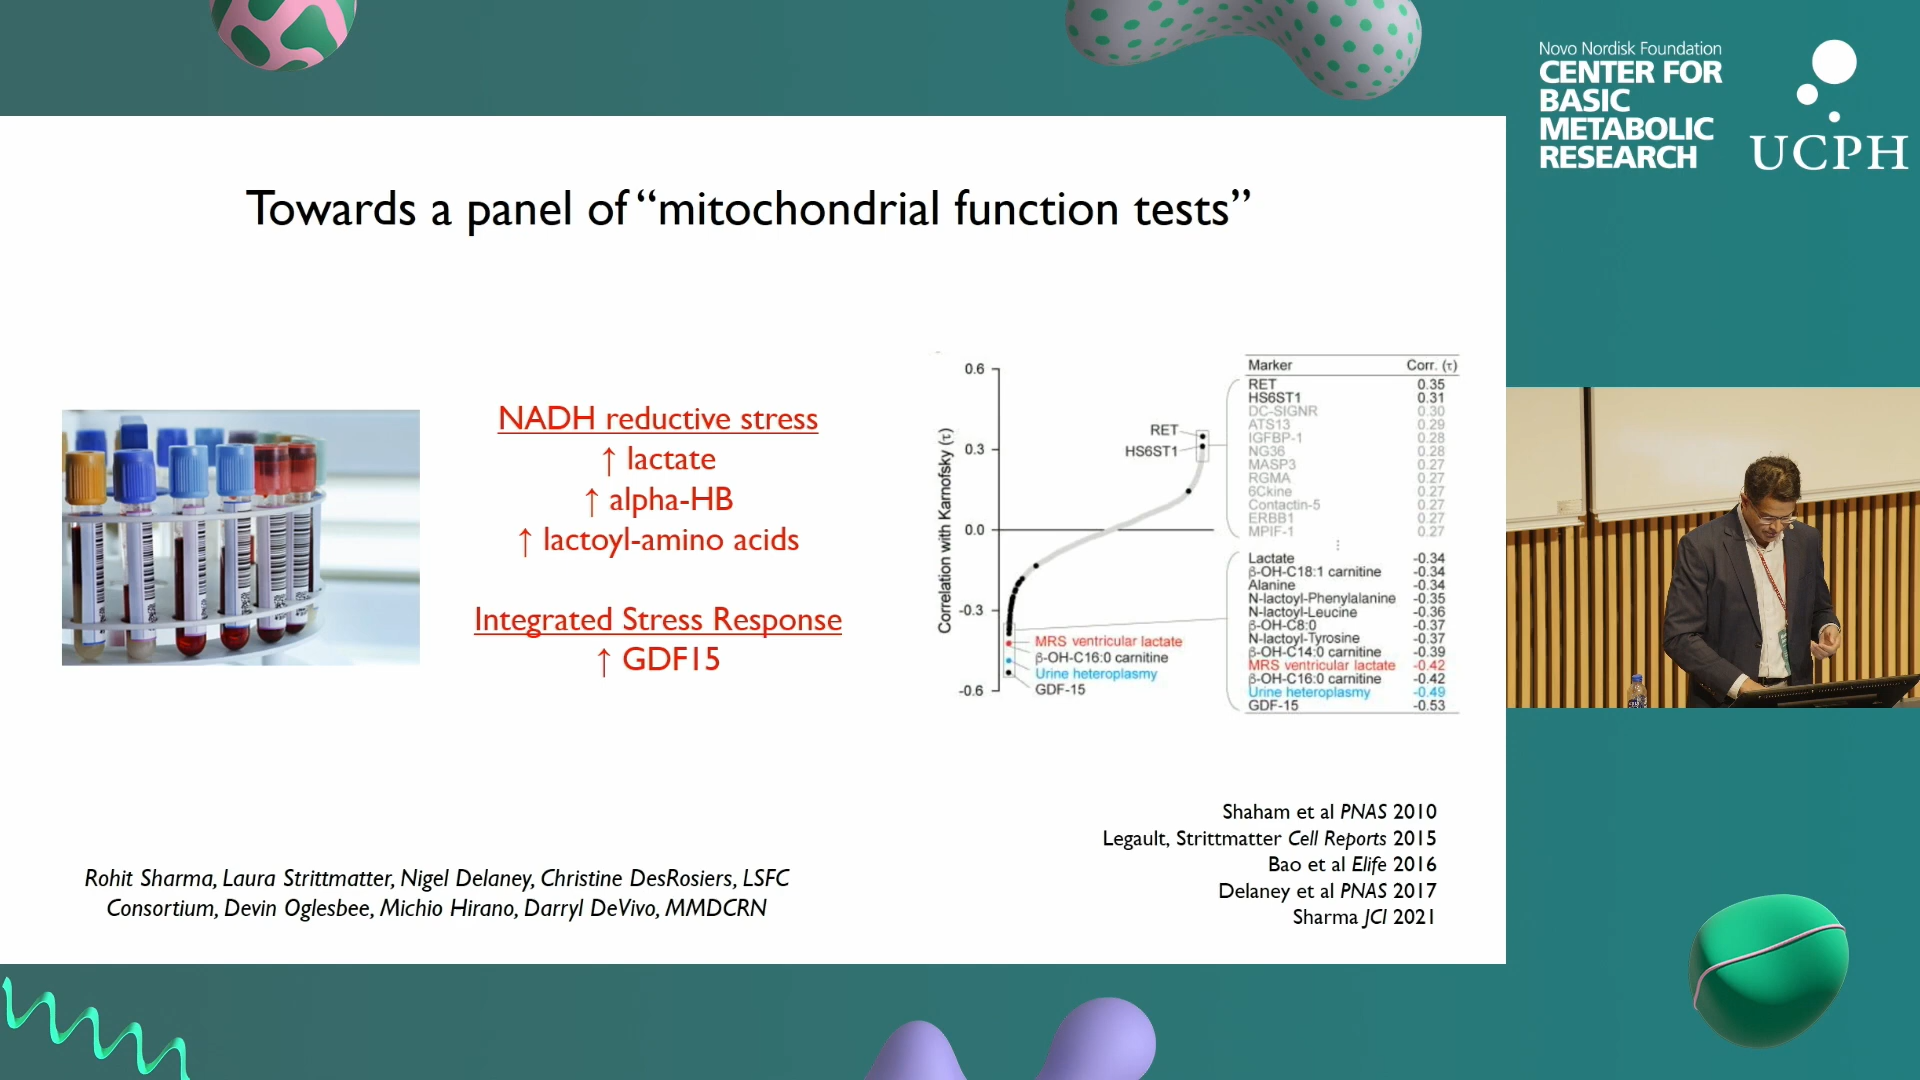 Novo Nordisk Foundation
CENTER FOR
BASIC
METABOLIC
RESEARCH
UCPH
Towards a panel of “mitochondrial function tests”
NADH reductive stress
↑ lactate
↑ alpha-HB
↑ lactoyl-amino acids
Integrated Stress Response
↑ GDF15
Correlation with Karnofsky (τ)
0.6
0.3
0.0
-0.3
-0.6
RET
HS6ST1
MRS ventricular lactate
β-OH-C16:0 carnitine
Urine heteroplasmy
GDF-15
Marker Corr. (τ)
RET 0.35
HS6ST1 0.31
DC-SIGNR 0.30
ATS13 0.29
IGFBP-1 0.28
NG36 0.28
MASP3 0.27
RGMA 0.27
6Ckine 0.27
Contactin-5 0.27
ERBB1 0.27
MPIF-1 0.27
Lactate -0.34
β-OH-C18:1 carnitine -0.34
Alanine -0.34
N-lactoyl-Phenylalanine -0.35
N-lactoyl-Leucine -0.36
β-OH-C8:0 -0.37
N-lactoyl-Tyrosine -0.37
β-OH-C14:0 carnitine -0.39
MRS ventricular lactate -0.42
β-OH-C16:0 carnitine -0.42
Urine heteroplasmy -0.49
GDF-15 -0.53
Shaham et al PNAS 2010
Legault, Strittmatter Cell Reports 2015
Bao et al Elife 2016
Delaney et al PNAS 2017
Sharma JCI 2021
Rohit Sharma, Laura Strittmatter, Nigel Delaney, Christine DesRosiers, LSFC
Consortium, Devin Oglesbee, Michio Hirano, Darryl DeVivo, MMDCRN